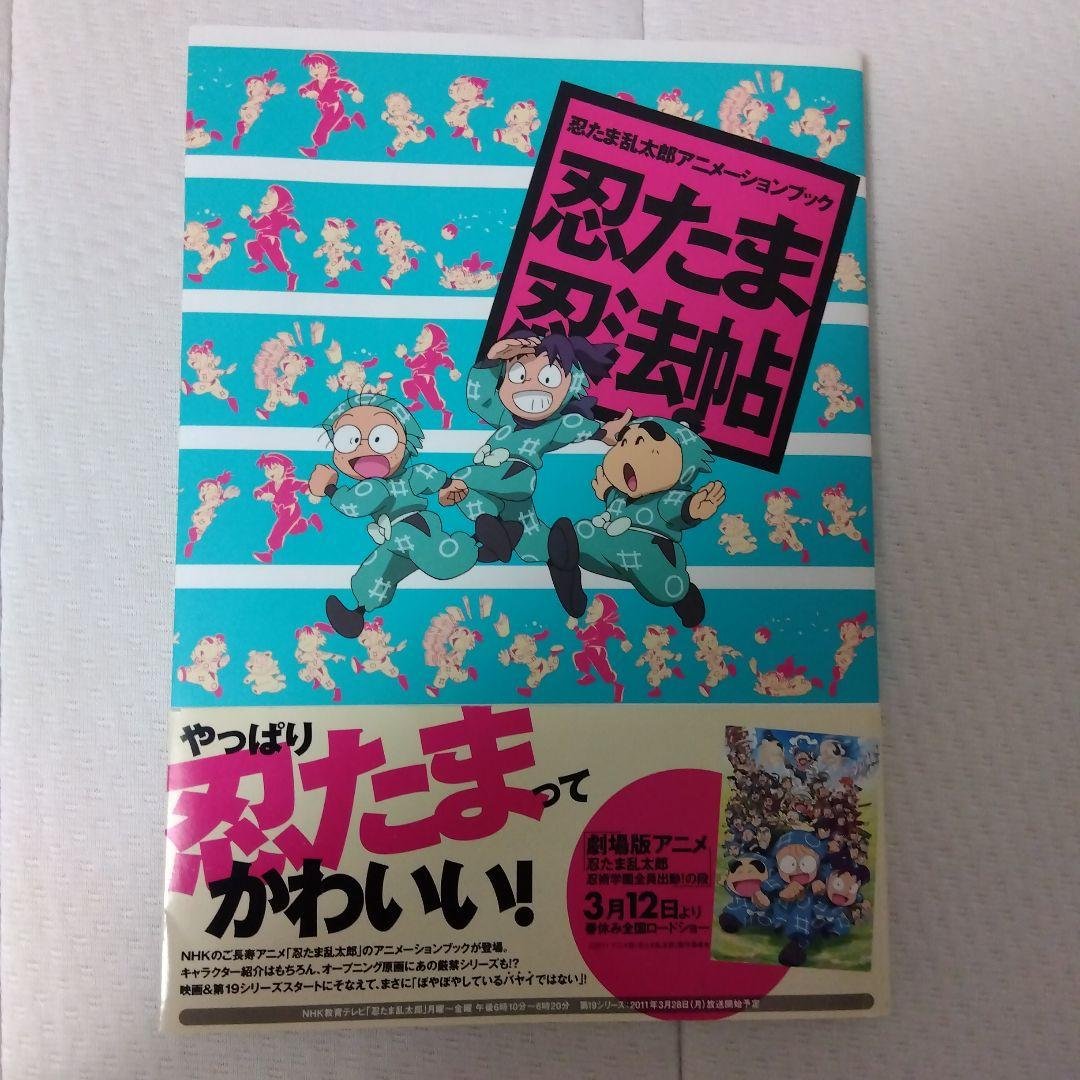 忍たま乱太郎アニメーションブック
忍たま
忍法帖
やっぱり
忍たまって
かわいい!
「劇場版アニメ
忍たま乱太郎
忍術学園全員出動!の段」
3月12日より
春休み全国ロードショー
NHKのご長寿アニメ「忍たま乱太郎」のアニメーションブックが登場。
キャラクター紹介はもちろん、オープニング原画にあの厳禁シリーズも!?
映画&第19シリーズスタートにそなえて、まさに「ぼやぼやしているバヤイではない」!
NHK教育テレビ「忍たま乱太郎」月曜〜金曜 午後6時10分〜6時20分 第19シリーズ:2011年3月28日(月)放送開始予定